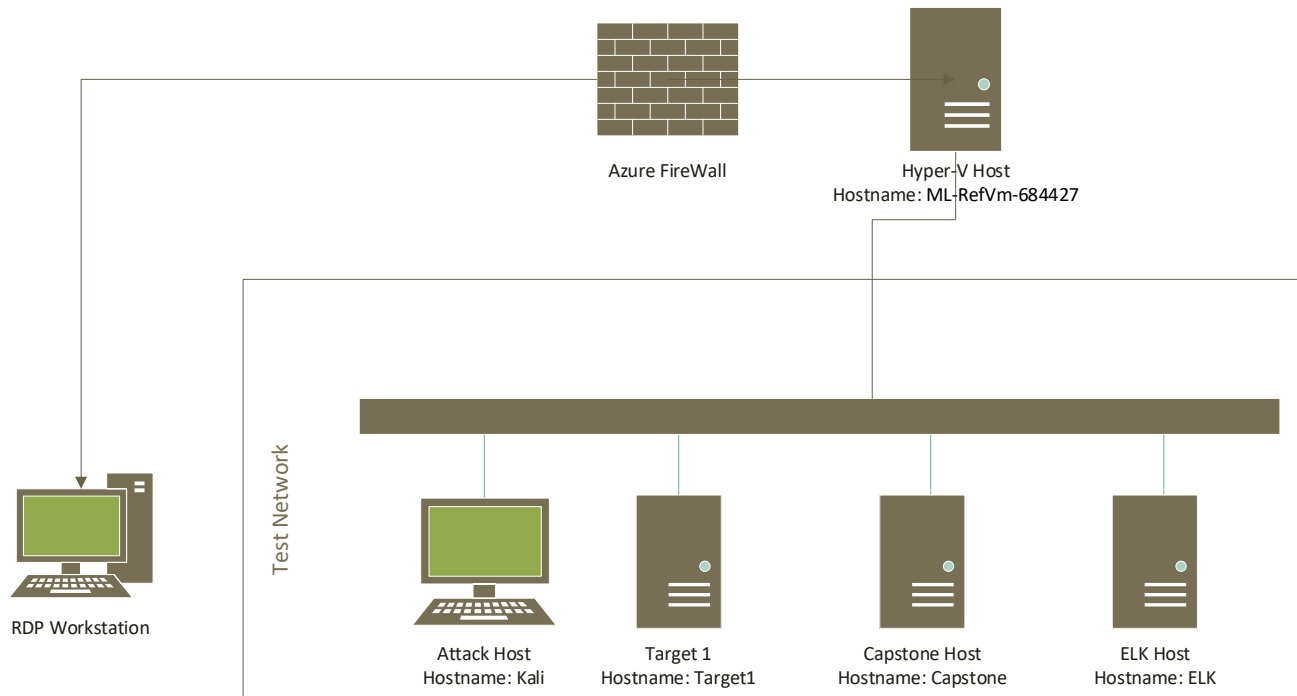 Azure FireWall
Hyper-V Host
Hostname: ML-RefVm-684427
Test Network
RDP Workstation
Attack Host
Hostname: Kali
Target 1
Hostname: Target1
Capstone Host
Hostname: Capstone
ELK Host
Hostname: ELK